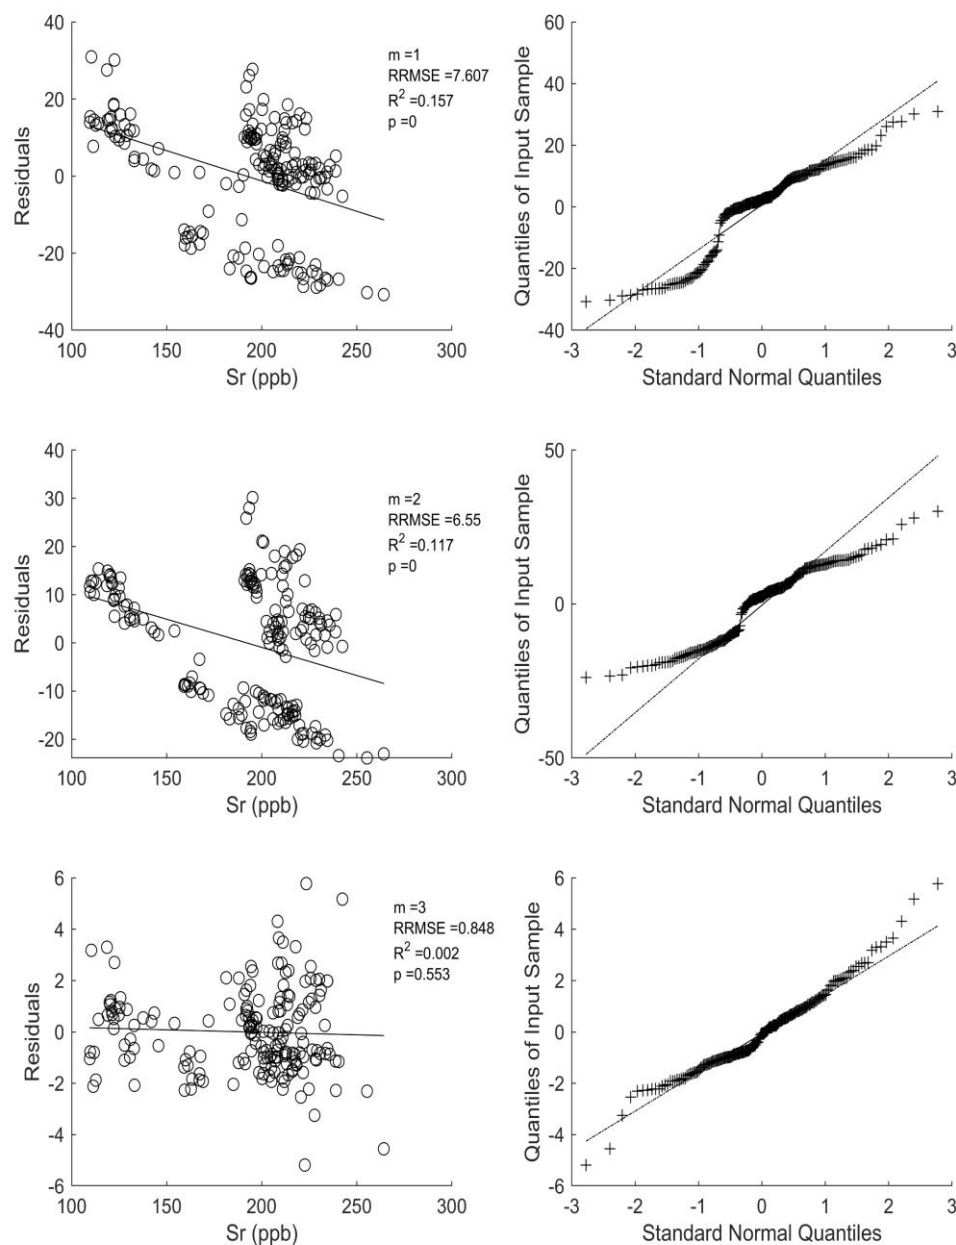 40
20
0
-20
-40
Residuals
100
150
200
250
300
Sr (ppb)
m =1
RRMSE =7.607
R2 =0.157
p =0
60
40
20
0
-20
-40
Quantiles of Input Sample
-3
-2
-1
0
1
2
3
Standard Normal Quantiles
40
30
20
10
0
-10
-20
Residuals
100
150
200
250
300
Sr (ppb)
m =2
RRMSE =6.55
R2 =0.117
p =0
50
0
-50
Quantiles of Input Sample
-3
-2
-1
0
1
2
3
Standard Normal Quantiles
6
4
2
0
-2
-4
-6
Residuals
100
150
200
250
300
Sr (ppb)
m =3
RRMSE =0.848
R2 =0.002
p =0.553
6
4
2
0
-2
-4
-6
Quantiles of Input Sample
-3
-2
-1
0
1
2
3
Standard Normal Quantiles